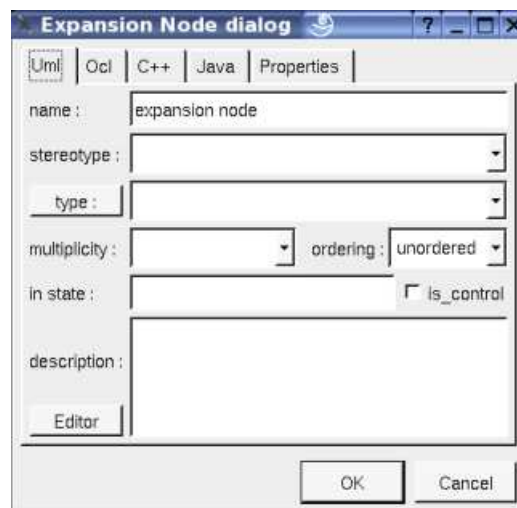 Expansion Node dialog ? _ X
Uml Ocl C++ Java Properties
name : expansion node
stereotype :
type :
multiplicity : ordering : unordered
in state : is_control
description :
Editor
OK Cancel